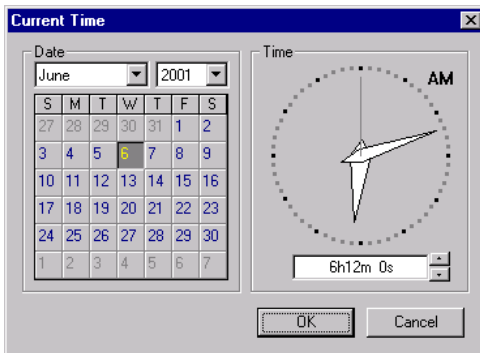 Current Time
Date
June 2001
S M T W T F S
27 28 29 30 31 1 2
3 4 5 6 7 8 9
10 11 12 13 14 15 16
17 18 19 20 21 22 23
24 25 26 27 28 29 30
1 2 3 4 5 6 7
Time
AM
6h12m 0s
OK Cancel